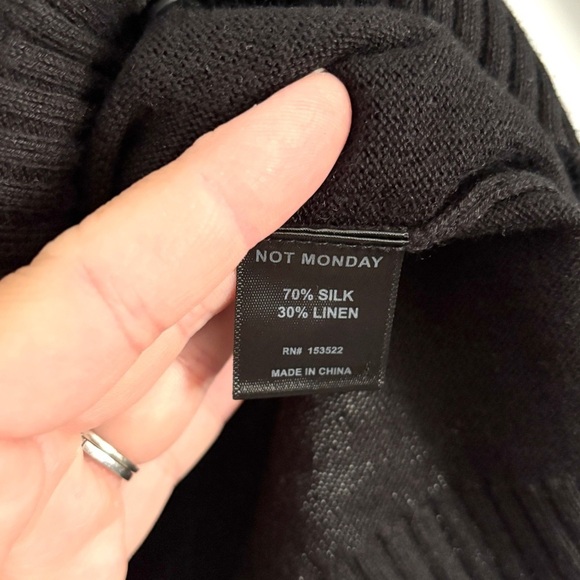 NOT MONDAY
70% SILK
30% LINEN
RN# 153522
MADE IN CHINA